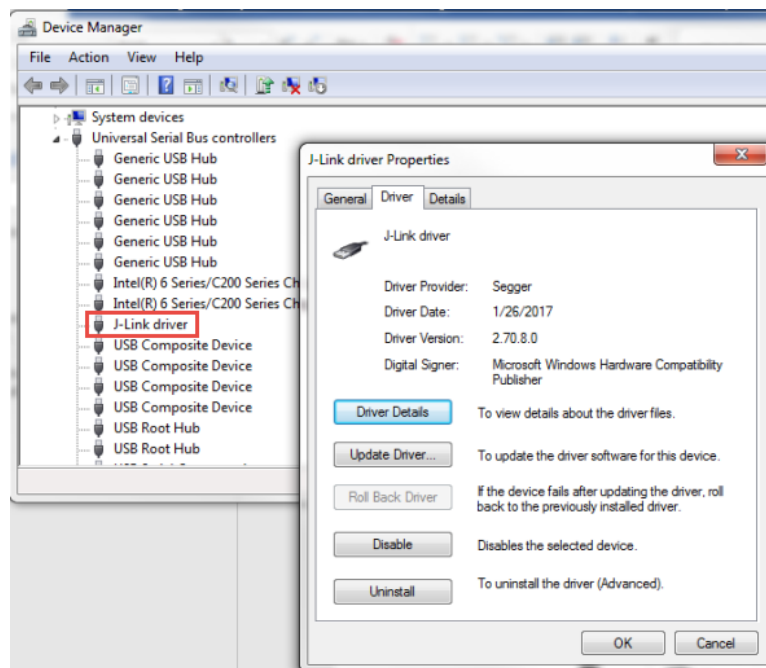 Device Manager
File Action View Help
System devices
Universal Serial Bus controllers
Generic USB Hub
Generic USB Hub
Generic USB Hub
Generic USB Hub
Generic USB Hub
Generic USB Hub
Intel(R) 6 Series/C200 Series Ch
Intel(R) 6 Series/C200 Series Ch
J-Link driver
USB Composite Device
USB Composite Device
USB Composite Device
USB Composite Device
USB Root Hub
USB Root Hub
J-Link driver Properties
General Driver Details
J-Link driver
Driver Provider: Segger
Driver Date: 1/26/2017
Driver Version: 2.70.8.0
Digital Signer: Microsoft Windows Hardware Compatibility
Publisher
Driver Details To view details about the driver files.
Update Driver... To update the driver software for this device.
Roll Back Driver If the device fails after updating the driver, roll
back to the previously installed driver.
Disable Disables the selected device.
Uninstall To uninstall the driver (Advanced).
OK Cancel